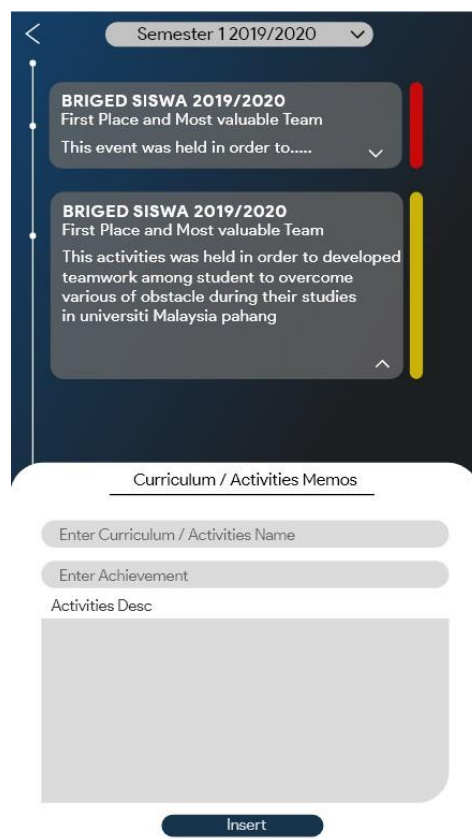 Semester 1 2019/2020
BRIGED SISWA 2019/2020
First Place and Most valuable Team
This event was held in order to.....
BRIGED SISWA 2019/2020
First Place and Most valuable Team
This activities was held in order to developed
teamwork among student to overcome
various of obstacle during their studies
in universiti Malaysia pahang
Curriculum / Activities Memos
Enter Curriculum / Activities Name
Enter Achievement
Activities Desc
Insert